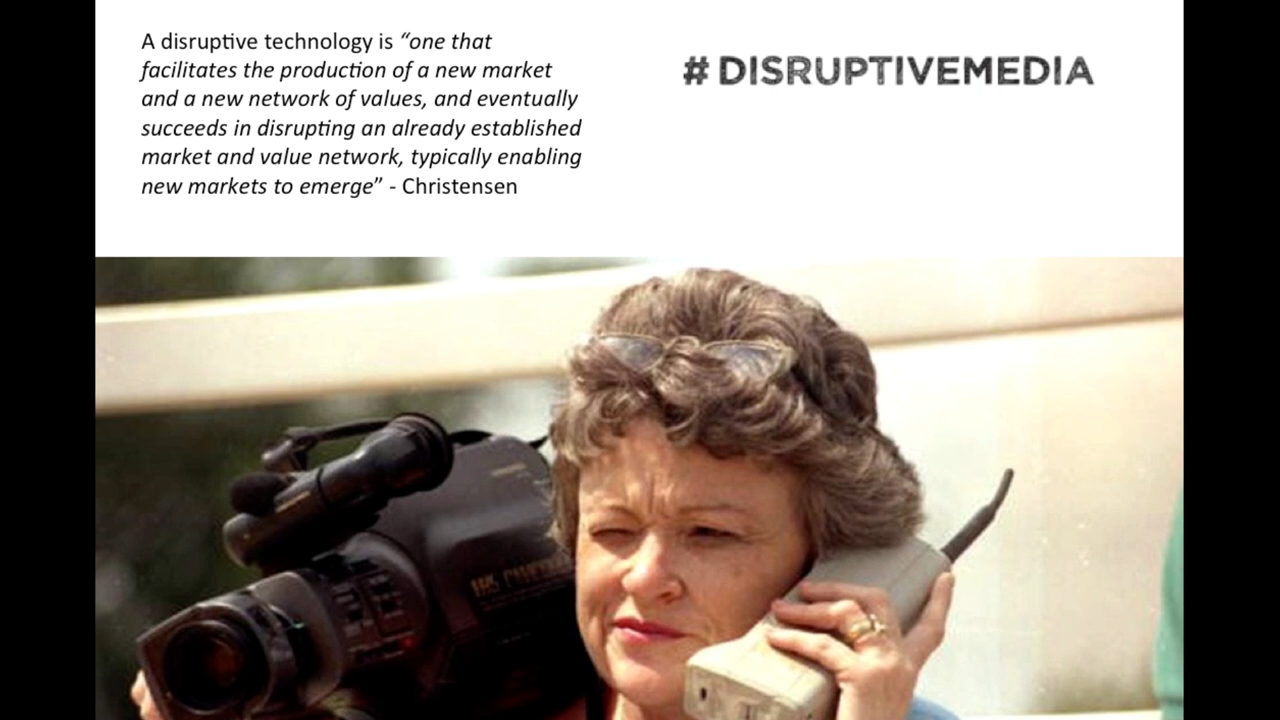 A disruptive technology is “one that
facilitates the production of a new market
and a new network of values, and eventually
succeeds in disrupting an already established
market and value network, typically enabling
new markets to emerge” - Christensen
# DISRUPTIVEMEDIA